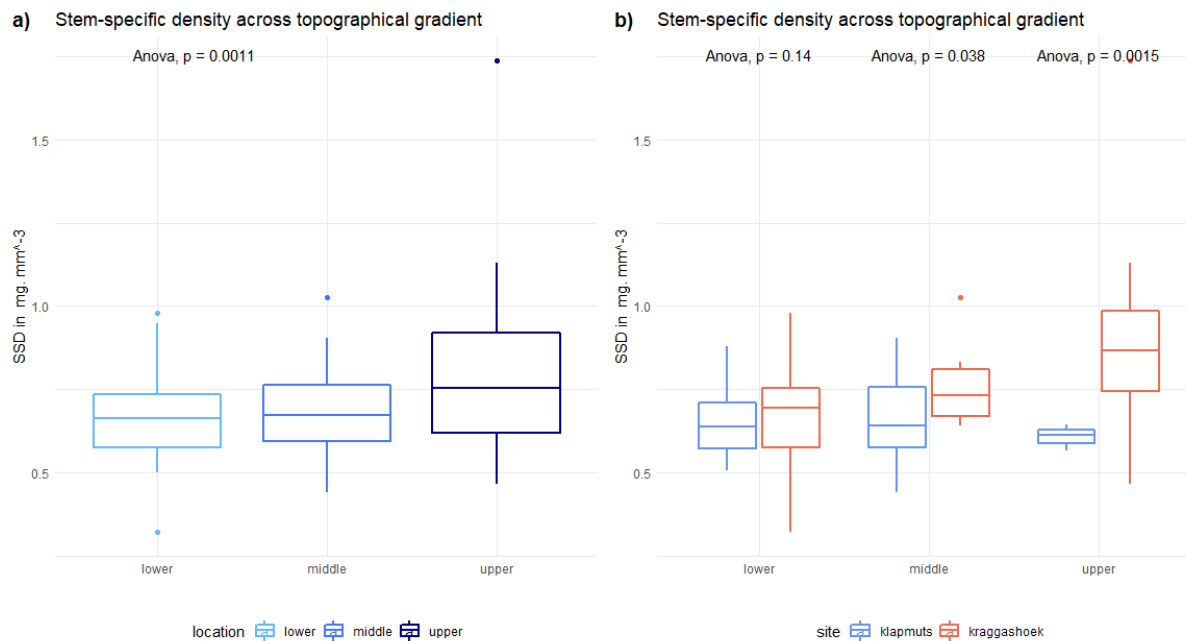 a) Stem-specific density across topographical gradient
Anova, p = 0.0011
1.5
1.0
0.5
SSD in mg. mm^-3
lower middle upper
location a lower a middle a upper
b) Stem-specific density across topographical gradient
Anova, p = 0.14 Anova, p = 0.038 Anova, p = 0.0015
1.5
1.0
0.5
SSD in mg. mm^-3
lower middle upper
site a klapmuts a kraggashoek